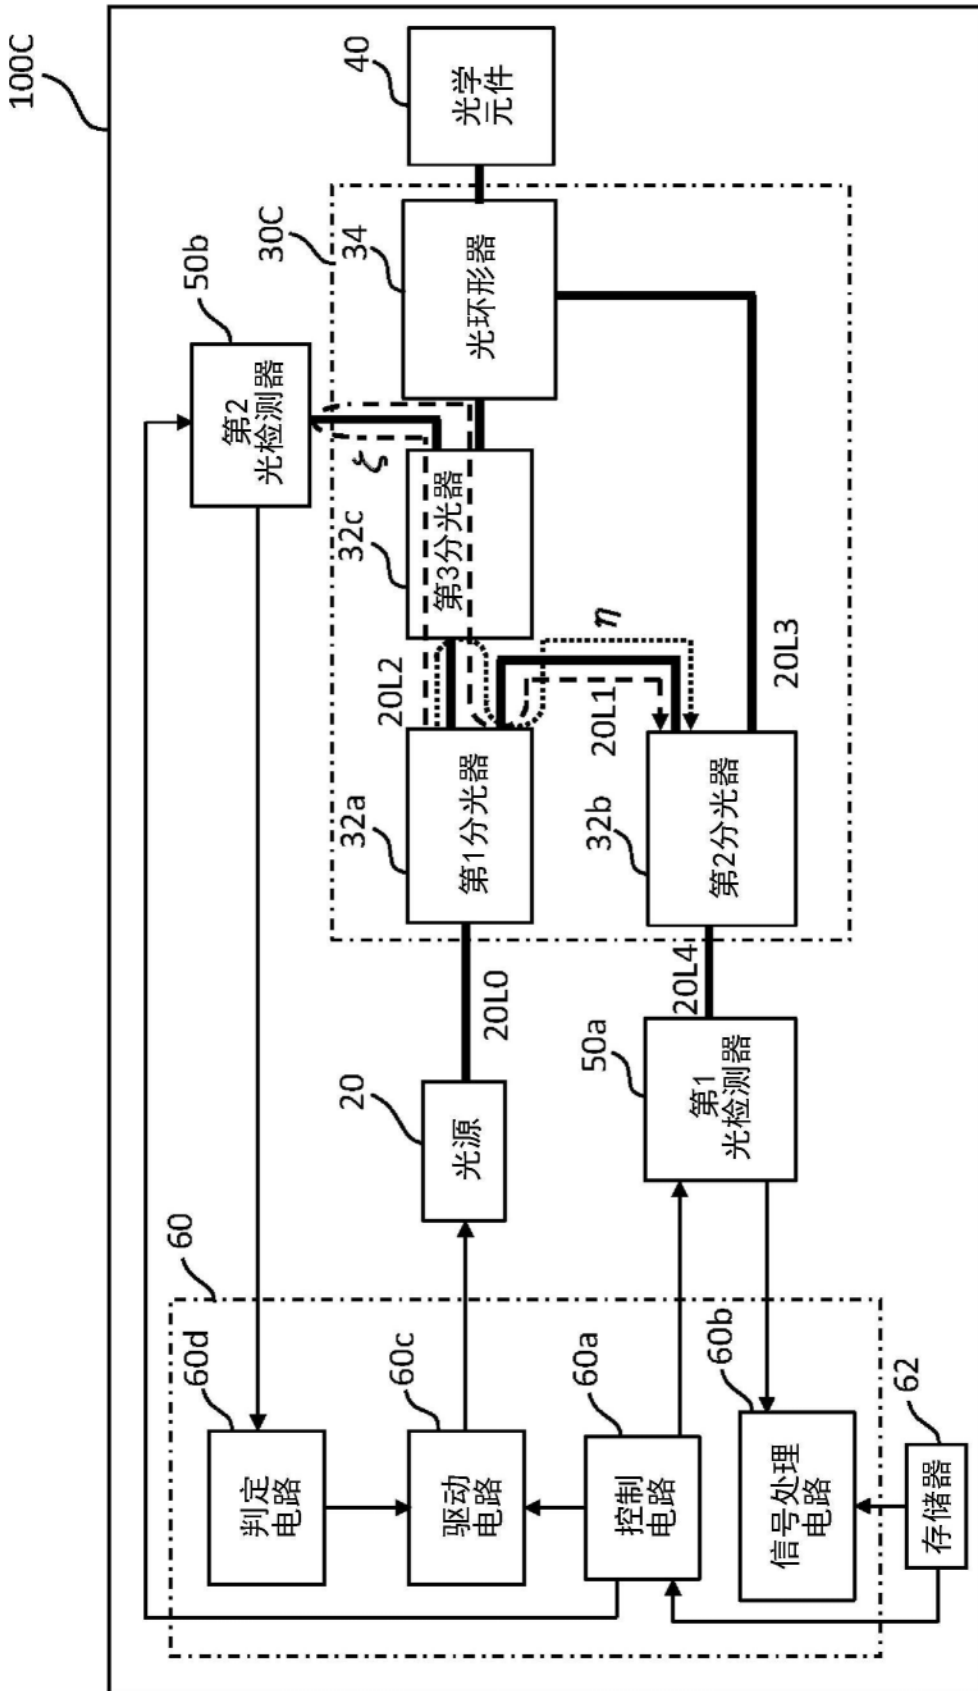 100C
60
60d
判定
电路
60c
驱动
电路
60a
控制
电路
60b
信号处理
电路
62
存储器
20
光源
20L0
50a
第1
光检测器
20L4
50b
第2
光检测器
30C
32a
第1分光器
20L2
32c
第3分光器
ζ
34
光环形器
40
光学
元件
η
20L1
32b
第2分光器
20L3